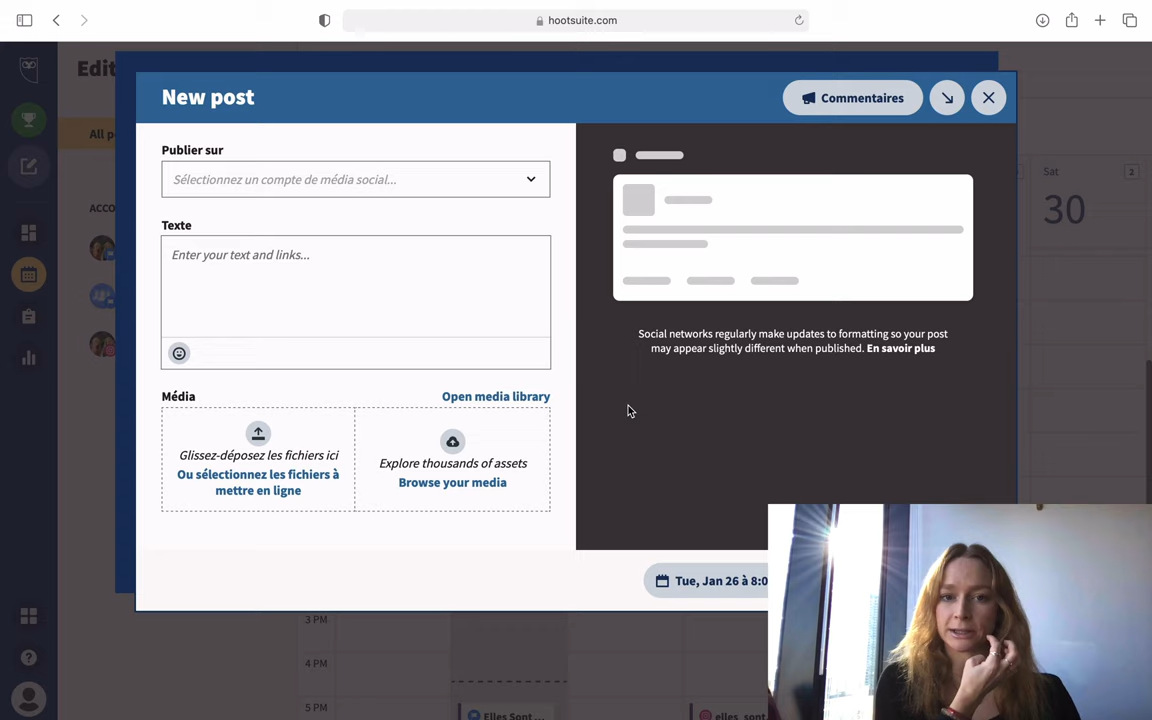 hootsuite.com
Edit
New post
Commentaires
All p
Publier sur
Sélectionnez un compte de média social...
Sat
2
30
ACCO
Texte
Enter your text and links...
Social networks regularly make updates to formatting so your post
may appear slightly different when published. En savoir plus
Média
Open media library
Glissez-déposez les fichiers ici
Ou sélectionnez les fichiers à
mettre en ligne
Explore thousands of assets
Browse your media
Tue, Jan 26 à 8:0
3 PM
4 PM
5 PM
Elles Sont ...
elles_sont